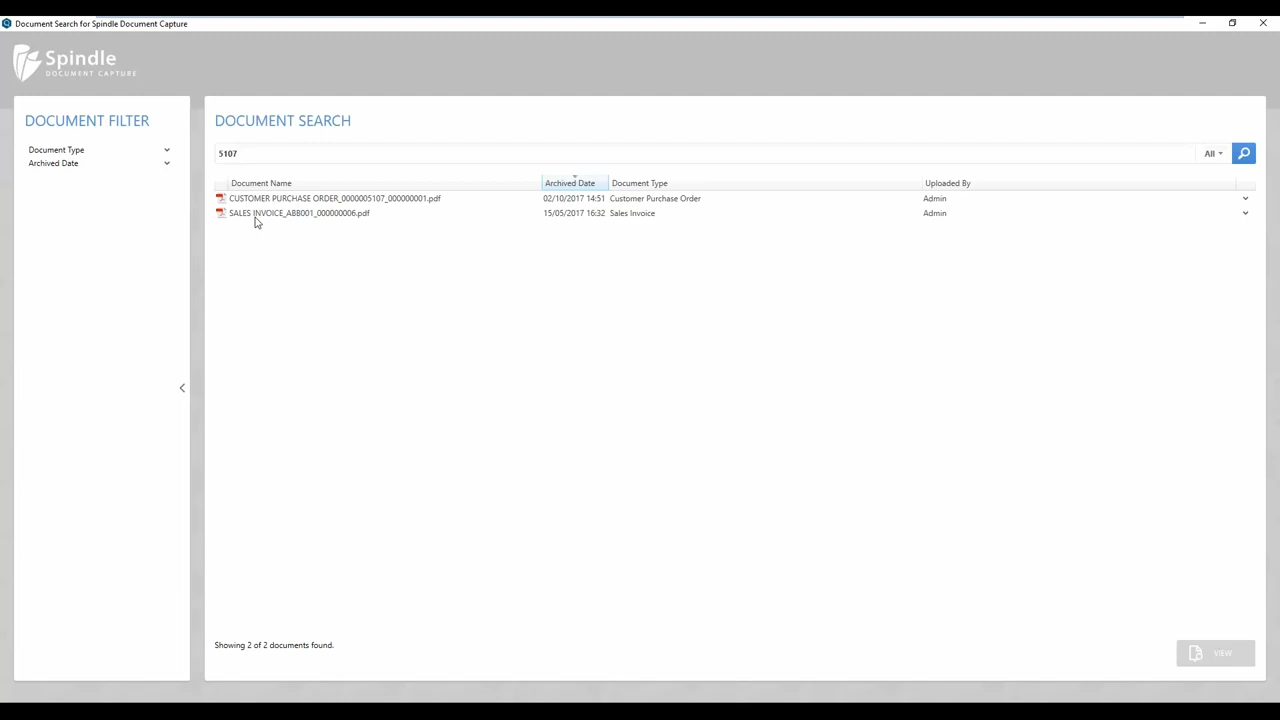 Document Search for Spindle Document Capture
Spindle
DOCUMENT CAPTURE
DOCUMENT FILTER
Document Type
Archived Date
DOCUMENT SEARCH
5107
All
Document Name Archived Date Document Type Uploaded By
CUSTOMER PURCHASE ORDER_0000005107_000000001.pdf 02/10/2017 14:51 Customer Purchase Order Admin
SALES INVOICE_ABB001_000000006.pdf 15/05/2017 16:32 Sales Invoice Admin
Showing 2 of 2 documents found.
VIEW